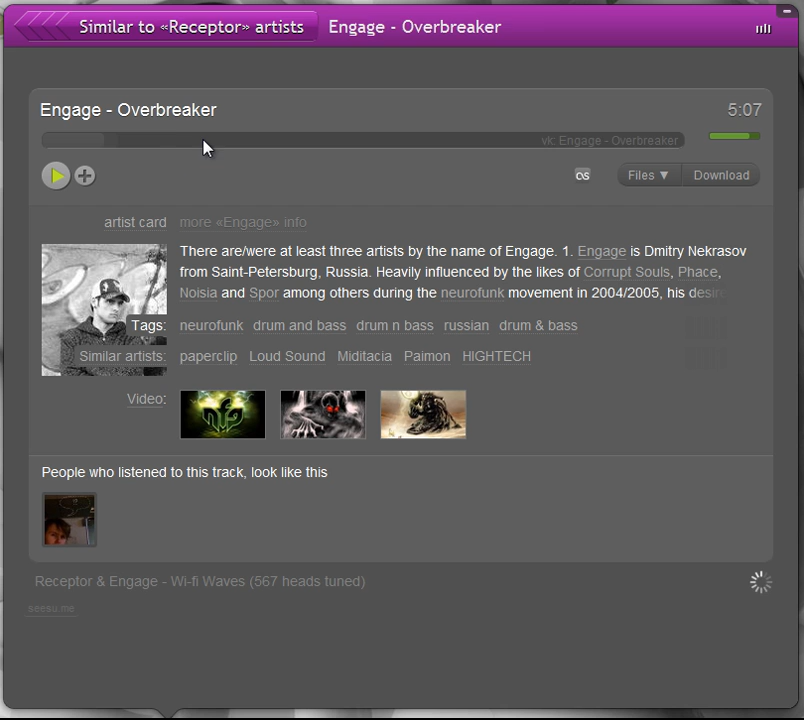 Similar to «Receptor» artists Engage - Overbreaker
Engage - Overbreaker 5:07
vk: Engage - Overbreaker
as Files ▼ Download
artist card more «Engage» info
There are/were at least three artists by the name of Engage. 1. Engage is Dmitry Nekrasov
from Saint-Petersburg, Russia. Heavily influenced by the likes of Corrupt Souls, Phace,
Noisia and Spor among others during the neurofunk movement in 2004/2005, his desire
Tags: neurofunk drum and bass drum n bass russian drum & bass
Similar artists: paperclip Loud Sound Miditacia Paimon HIGHTECH
Video:
People who listened to this track, look like this
Receptor & Engage - Wi-fi Waves (567 heads tuned)
seesu me